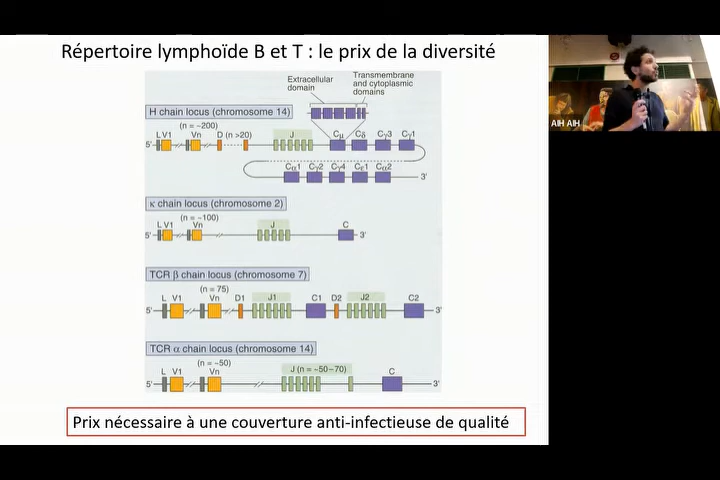 Répertoire lymphoïde B et T : le prix de la diversité
Extracellular domain
Transmembrane and cytoplasmic domains
H chain locus (chromosome 14)
(n = ~200)
L V1 Vn D (n >20) J Cμ Cδ Cγ3 Cγ1
5'
Cα1 Cγ2 Cγ4 Cε1 Cα2
3'
κ chain locus (chromosome 2)
(n = ~100)
L V1 Vn J C
5' 3'
TCR β chain locus (chromosome 7)
(n = 75)
L V1 Vn D1 J1 C1 D2 J2 C2
5' 3'
TCR α chain locus (chromosome 14)
(n = ~50)
L V1 Vn J (n = ~50–70) C
5' 3'
Prix nécessaire à une couverture anti-infectieuse de qualité
AIH AIH